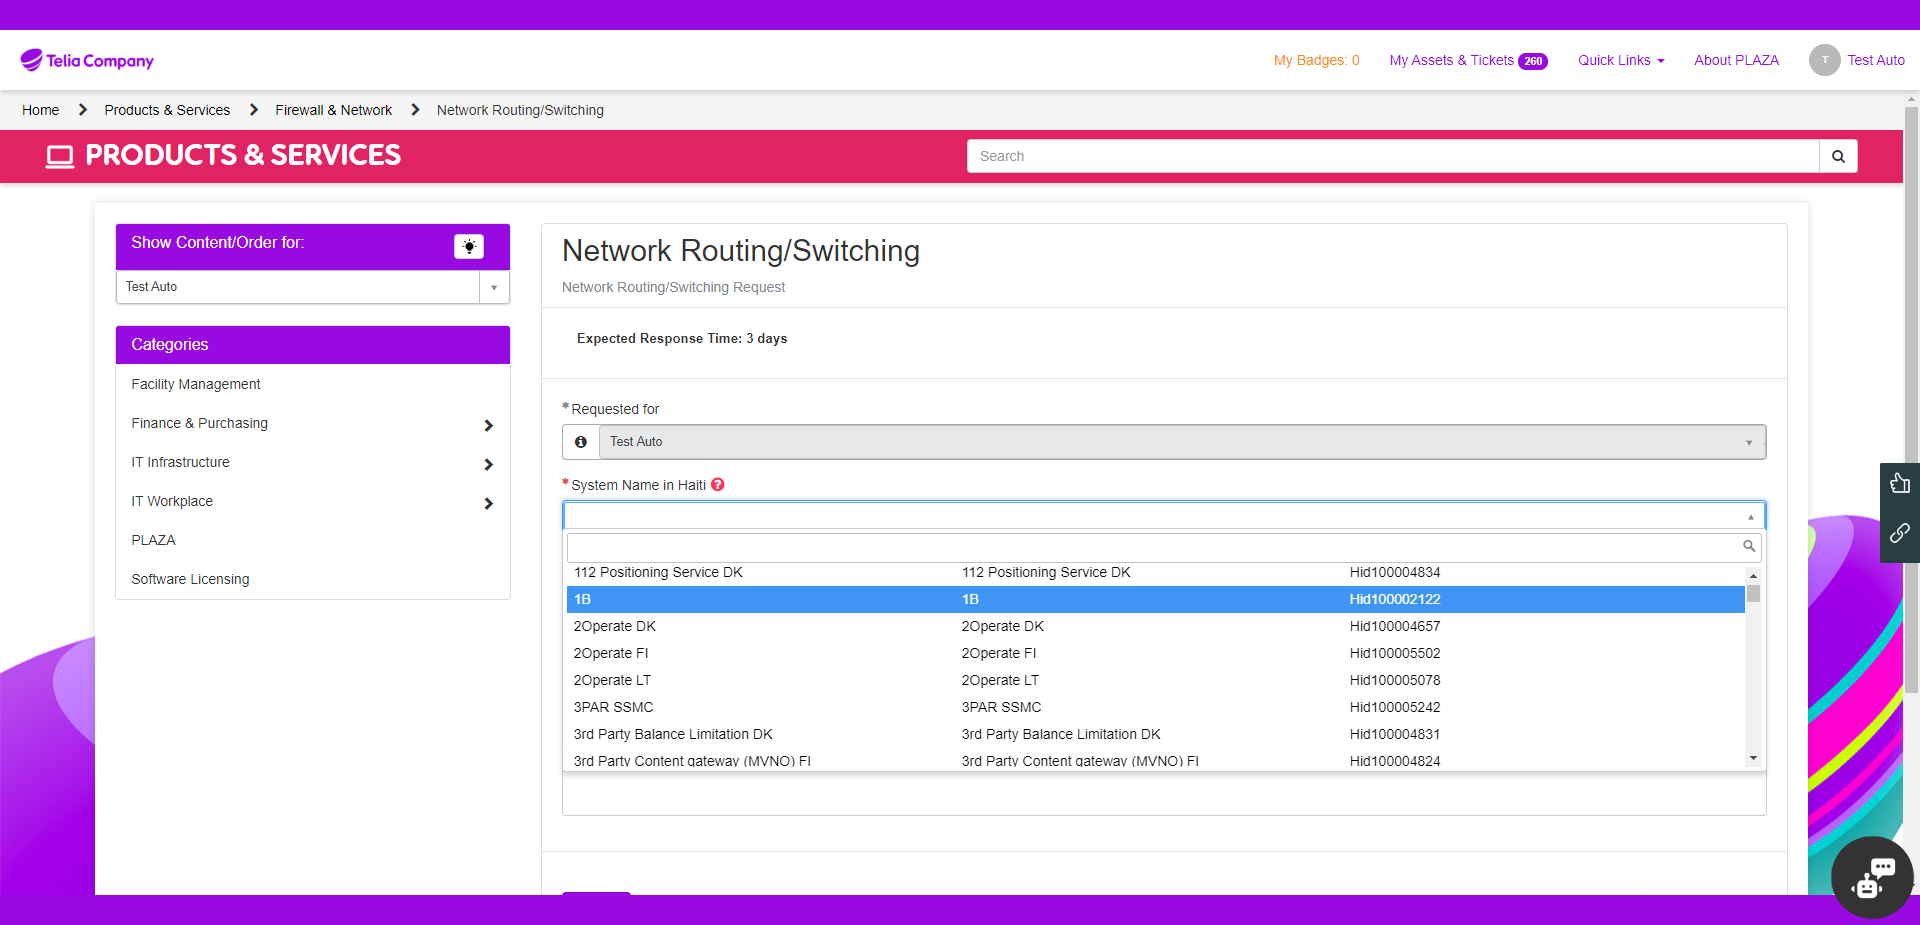 Telia Company
My Badges: 0
My Assets & Tickets 260
Quick Links
About PLAZA
T
Test Auto
Home
Products & Services
Firewall & Network
Network Routing/Switching
PRODUCTS & SERVICES
Search
Show Content/Order for:
Test Auto
Categories
Facility Management
Finance & Purchasing
IT Infrastructure
IT Workplace
PLAZA
Software Licensing
Network Routing/Switching
Network Routing/Switching Request
Expected Response Time: 3 days
* Requested for
Test Auto
* System Name in Haiti
112 Positioning Service DK 112 Positioning Service DK Hid100004834
1B 1B Hid100002122
2Operate DK 2Operate DK Hid100004657
2Operate FI 2Operate FI Hid100005502
2Operate LT 2Operate LT Hid100005078
3PAR SSMC 3PAR SSMC Hid100005242
3rd Party Balance Limitation DK 3rd Party Balance Limitation DK Hid100004831
3rd Party Content gateway (MVNO) FI 3rd Party Content gateway (MVNO) FI Hid100004824